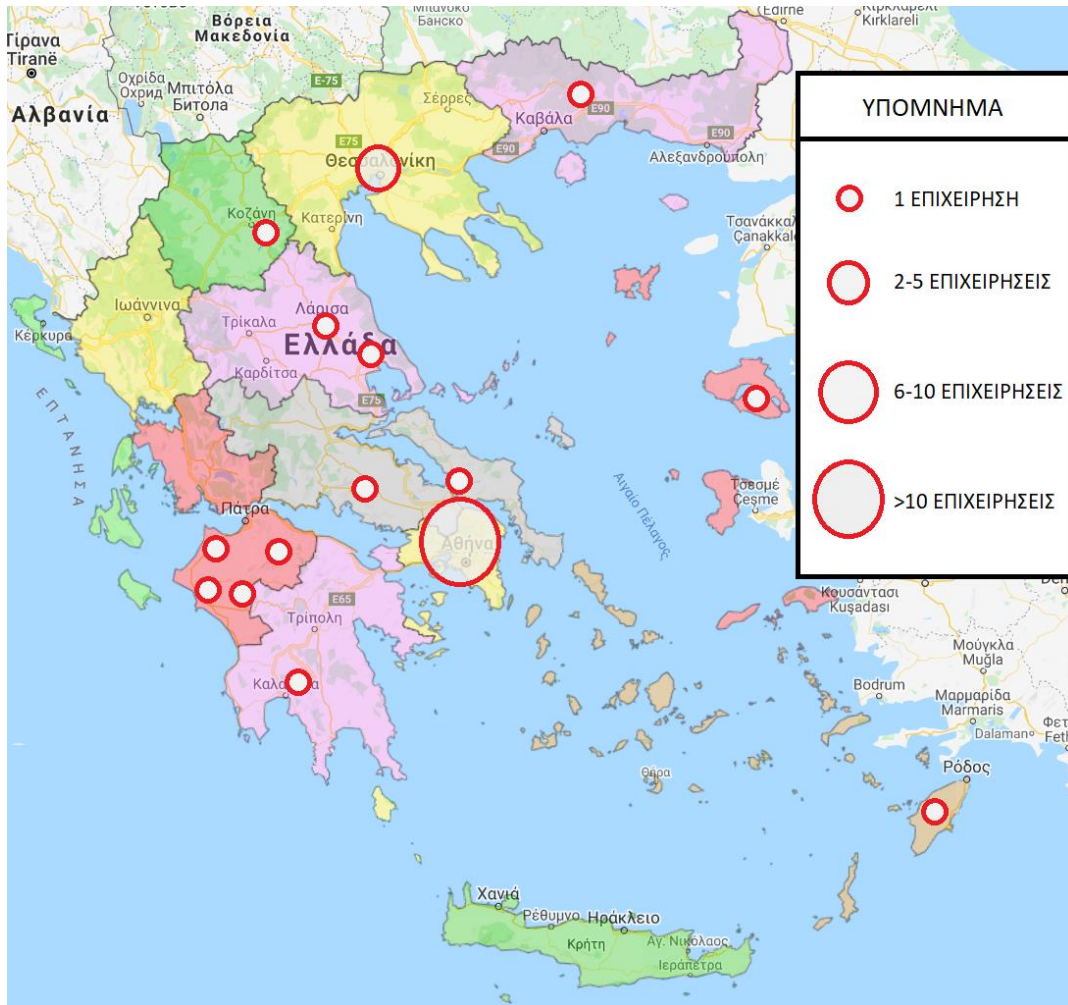 Βόρεια
Μακεδονία
Edirne
Kırklareli
Τίρανα
Tiranë
E-75
Οχρίδα
Охрид
Μπιτόλα
Битола
Банско
Αλβανία
Σέρρες
E75
E90
Καβάλα
E90
E90
Αλεξανδρούπολη
Θεσσαλονίκη
Κοζάνη
Κατερίνη
Çanakkale
Ιωάννινα
Λάρισα
Τρίκαλα
Ελλάδα
Κέρκυρα
Καρδίτσα
E75
ΕΠΤΑΝΗΣΑ
Αιγαίο Πέλαγος
Τσεσμέ
Çeşme
Πάτρα
Αθήνα
E65
Τρίπολη
Κουσάντασι
Kuşadası
Μούγκλα
Muğla
Bodrum
Μαρμαρίδα
Marmaris
Dalaman
Ρόδος
Θήρα
Χανιά
Ρέθυμνο
Ηράκλειο
Κρήτη
Αγ. Νικόλαος
Ιεράπετρα
ΥΠΟΜΝΗΜΑ
1 ΕΠΙΧΕΙΡΗΣΗ
2-5 ΕΠΙΧΕΙΡΗΣΕΙΣ
6-10 ΕΠΙΧΕΙΡΗΣΕΙΣ
>10 ΕΠΙΧΕΙΡΗΣΕΙΣ